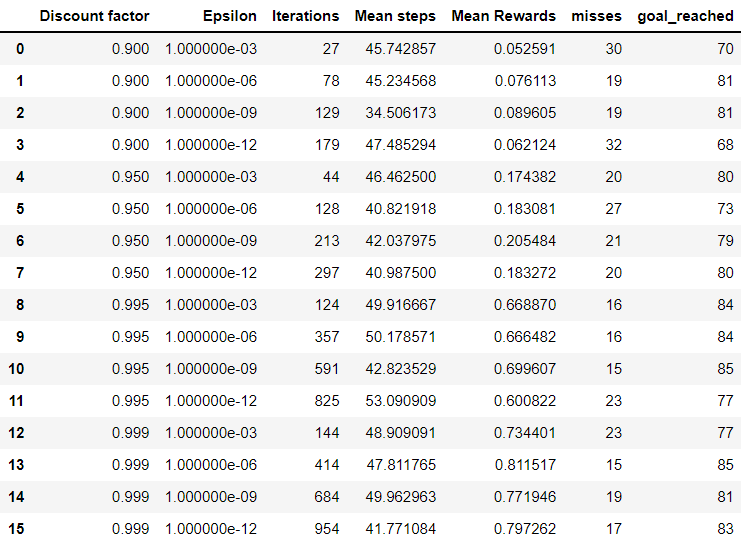 Discount factor Epsilon Iterations Mean steps Mean Rewards misses goal_reached
0 0.900 1.000000e-03 27 45.742857 0.052591 30 70
1 0.900 1.000000e-06 78 45.234568 0.076113 19 81
2 0.900 1.000000e-09 129 34.506173 0.089605 19 81
3 0.900 1.000000e-12 179 47.485294 0.062124 32 68
4 0.950 1.000000e-03 44 46.462500 0.174382 20 80
5 0.950 1.000000e-06 128 40.821918 0.183081 27 73
6 0.950 1.000000e-09 213 42.037975 0.205484 21 79
7 0.950 1.000000e-12 297 40.987500 0.183272 20 80
8 0.995 1.000000e-03 124 49.916667 0.668870 16 84
9 0.995 1.000000e-06 357 50.178571 0.666482 16 84
10 0.995 1.000000e-09 591 42.823529 0.699607 15 85
11 0.995 1.000000e-12 825 53.090909 0.600822 23 77
12 0.999 1.000000e-03 144 48.909091 0.734401 23 77
13 0.999 1.000000e-06 414 47.811765 0.811517 15 85
14 0.999 1.000000e-09 684 49.962963 0.771946 19 81
15 0.999 1.000000e-12 954 41.771084 0.797262 17 83